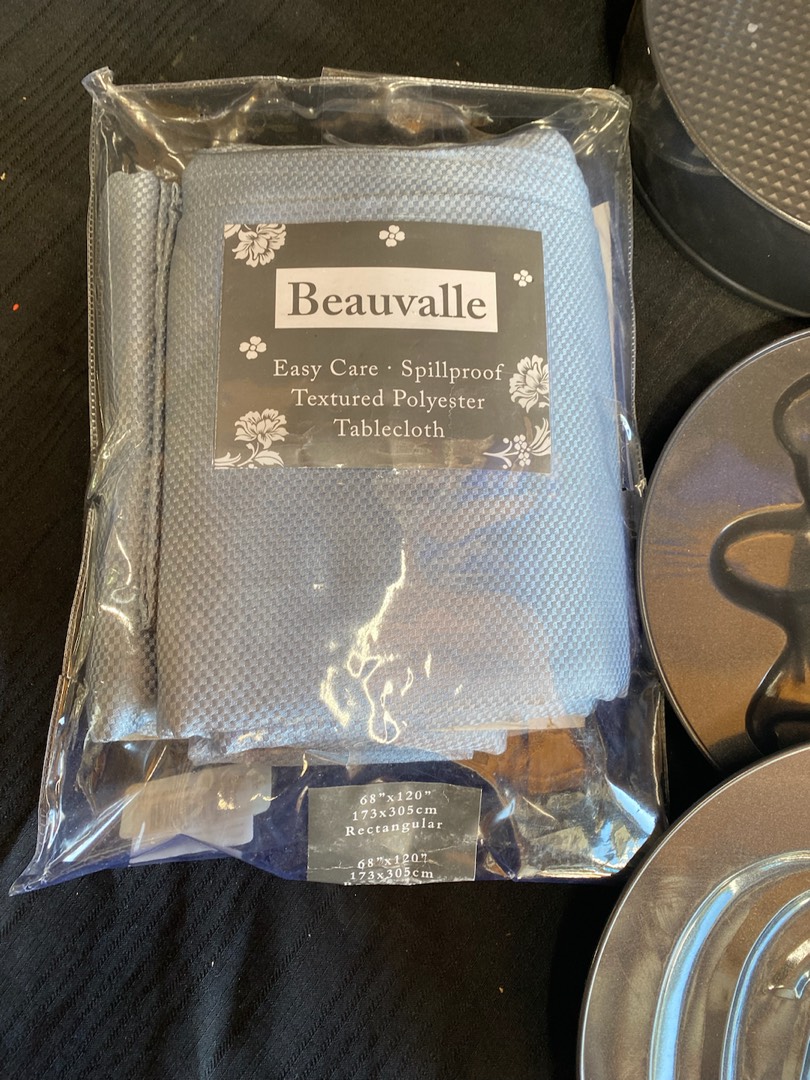 Beauvalle
Easy Care · Spillproof
Textured Polyester
Tablecloth
68"x120"
173x305cm
Rectangular
68"x120"
173x305cm